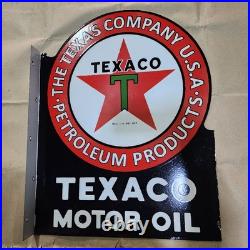 THE TEXAS COMPANY U.S.A.
TEXACO
T
PETROLEUM PRODUCTS
TEXACO
MOTOR-OIL